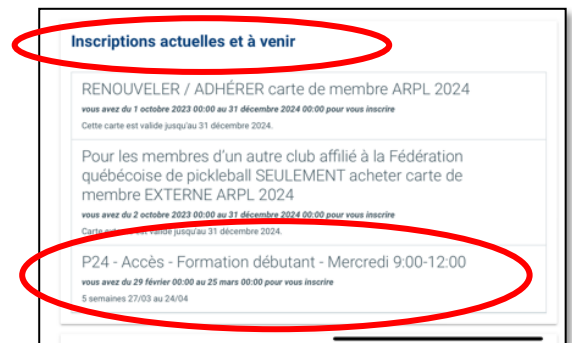 Inscriptions actuelles et à venir
RENOUVELER / ADHÉRER carte de membre ARPL 2024
vous avez du 1 octobre 2023 00:00 au 31 décembre 2024 00:00 pour vous inscrire
Cette carte est valide jusqu'au 31 décembre 2024.
Pour les membres d'un autre club affilié à la Fédération
québécoise de pickleball SEULEMENT acheter carte de
membre EXTERNE ARPL 2024
vous avez du 2 octobre 2023 00:00 au 31 décembre 2024 00:00 pour vous inscrire
Carte est valide jusqu'au 31 décembre 2024.
P24 - Accès - Formation débutant - Mercredi 9:00-12:00
vous avez du 29 février 00:00 au 25 mars 00:00 pour vous inscrire
5 semaines 27/03 au 24/04